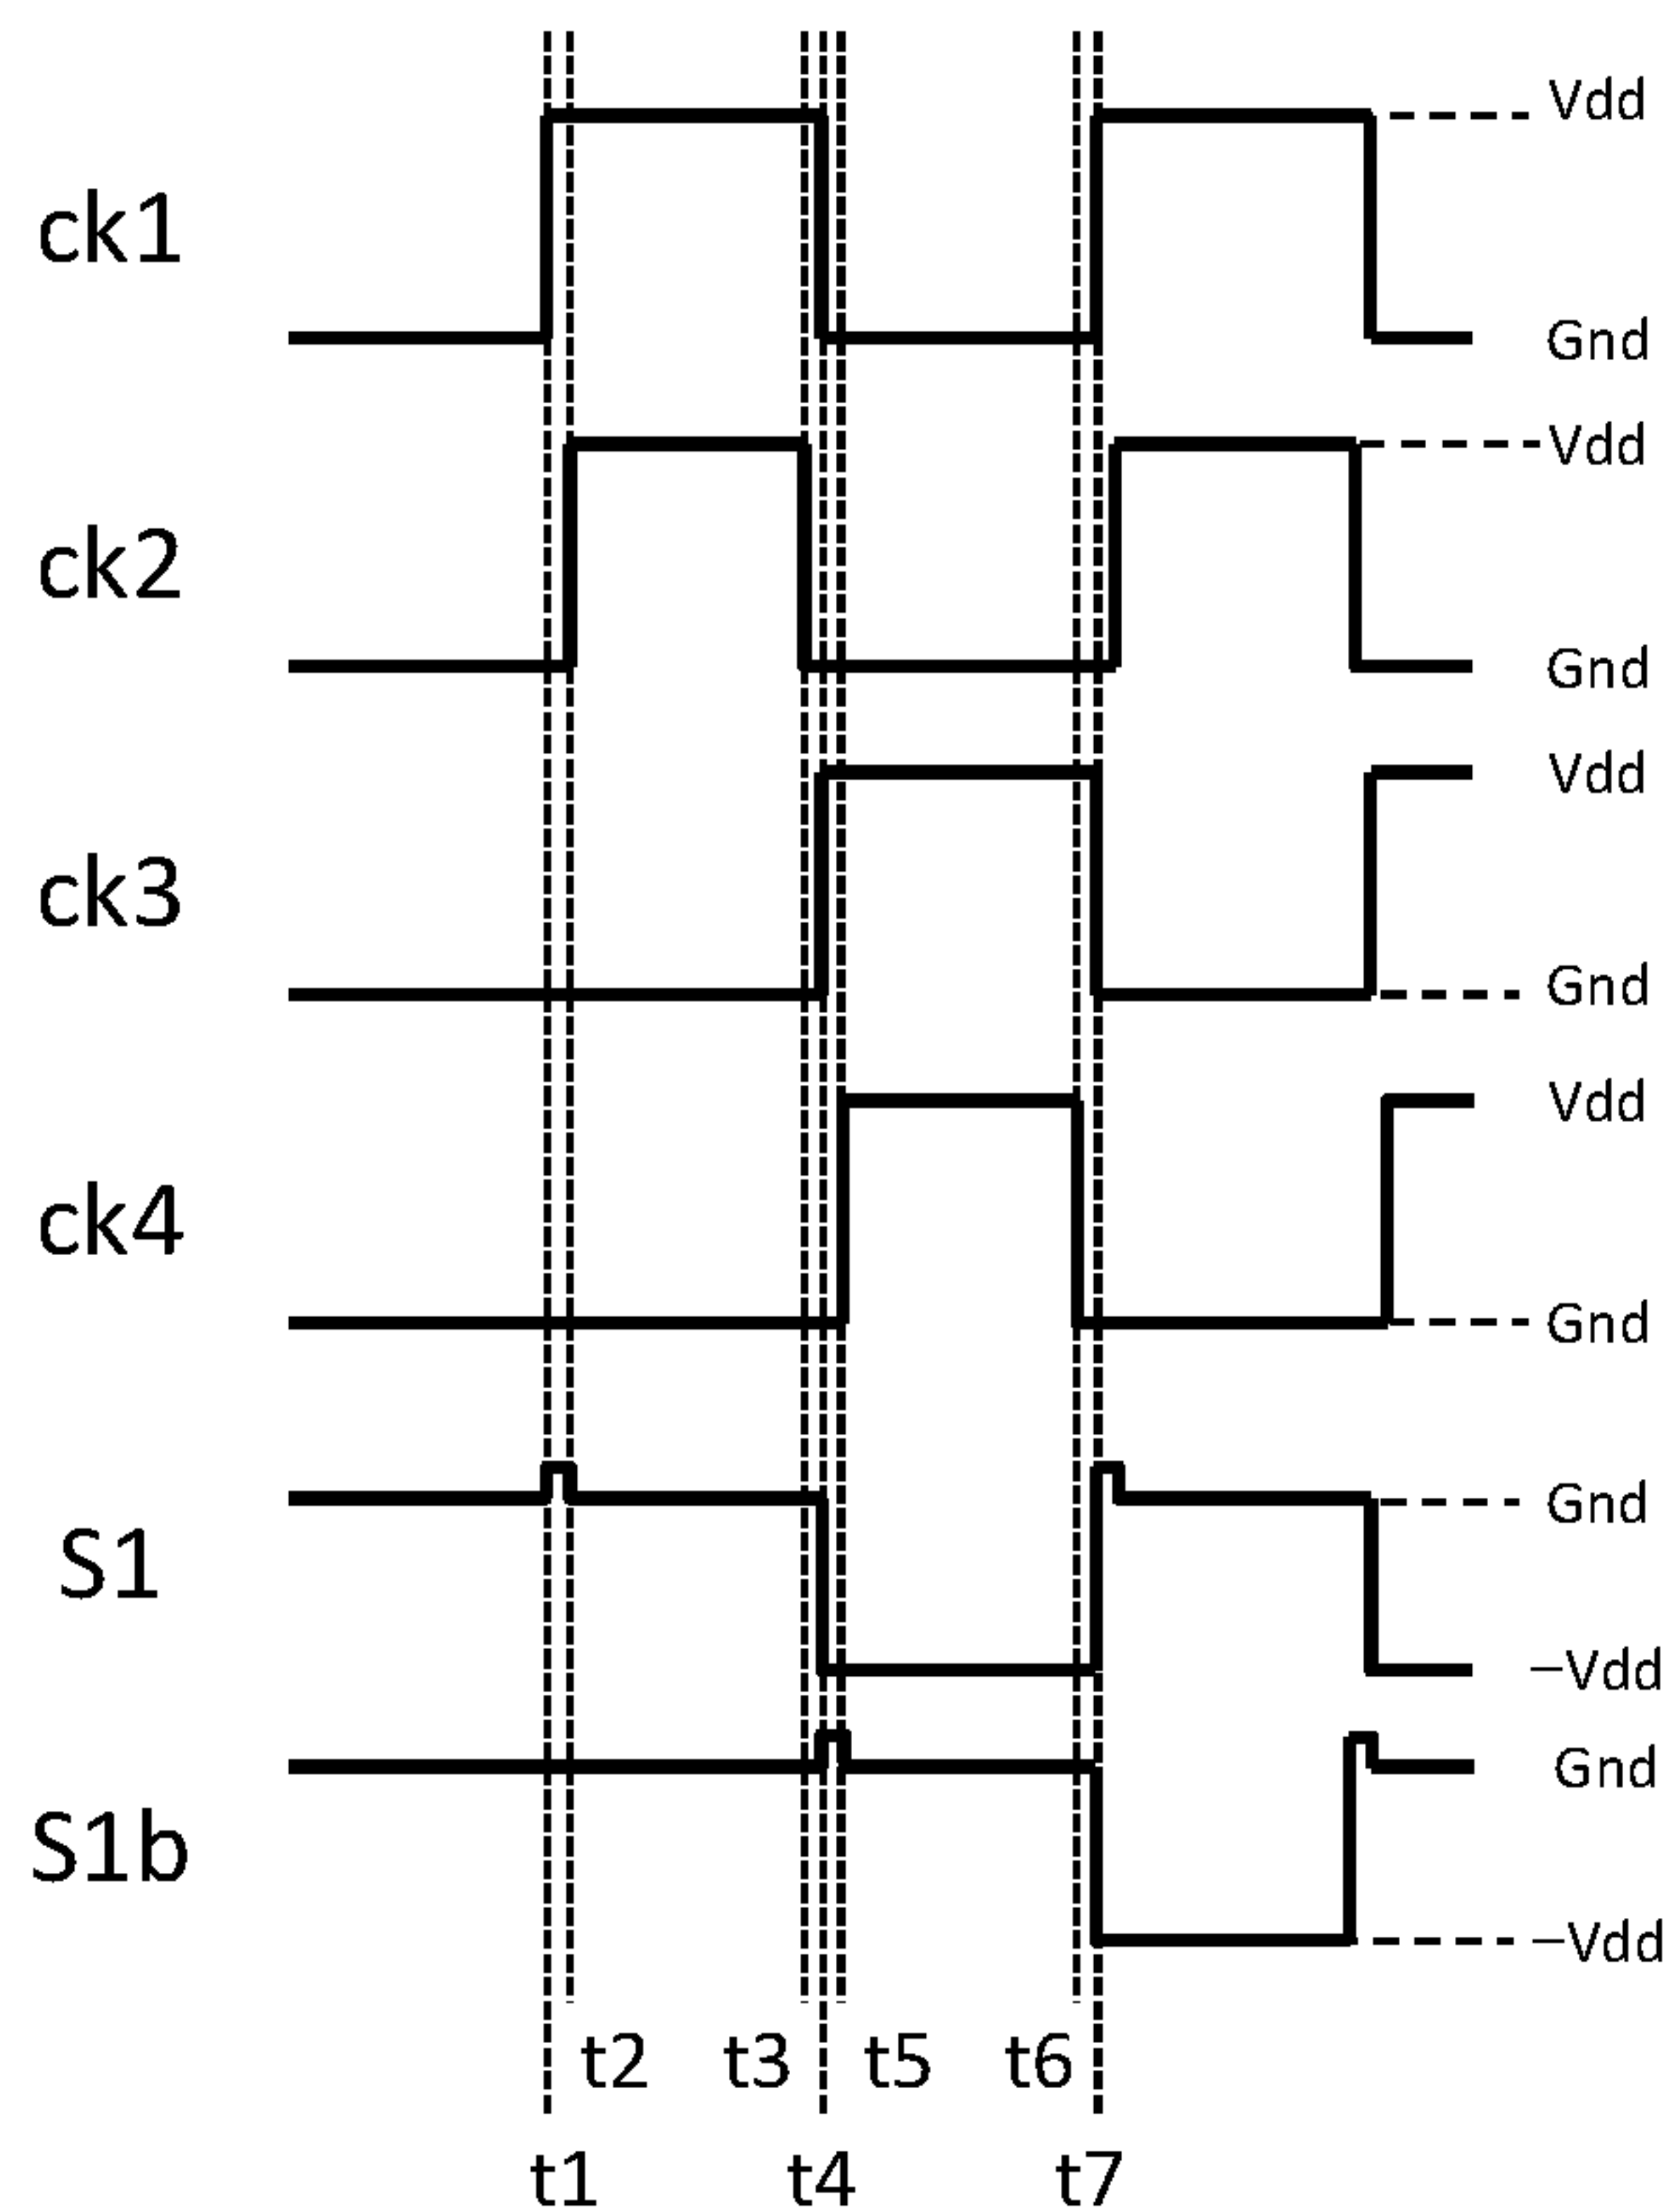 Vdd
ck1
Gnd
Vdd
ck2
Gnd
Vdd
ck3
Gnd
Vdd
ck4
Gnd
Gnd
S1
–Vdd
Gnd
S1b
–Vdd
t2 t3 t5 t6
t1 t4 t7